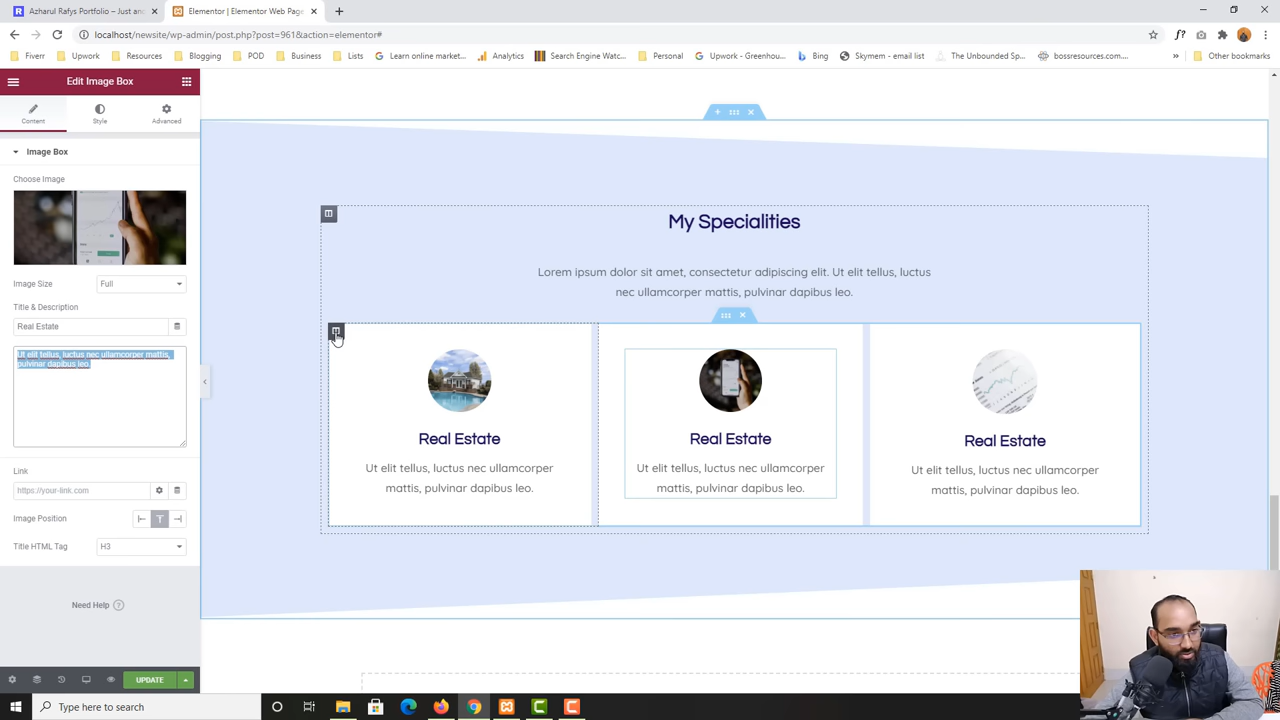 Azharul Rafys Portfolio – Just and
Elementor | Elementor Web Page
localhost/newsite/wp-admin/post.php?post=961&action=elementor#
Fiverr
Upwork
Resources
Blogging
POD
Business
Lists
Learn online market...
Analytics
Search Engine Watc...
Personal
Upwork - Greenhou...
Bing
Skymem - email list
The Unbounded Sp...
bossresources.com...
Other bookmarks
Edit Image Box
Content
Style
Advanced
Image Box
Choose Image
Image Size
Full
Title & Description
Real Estate
Ut elit tellus, luctus nec ullamcorper mattis,
pulvinar dapibus leo.
Link
https://your-link.com
Image Position
Title HTML Tag
H3
Need Help
UPDATE
My Specialities
Lorem ipsum dolor sit amet, consectetur adipiscing elit. Ut elit tellus, luctus
nec ullamcorper mattis, pulvinar dapibus leo.
Real Estate
Ut elit tellus, luctus nec ullamcorper
mattis, pulvinar dapibus leo.
Real Estate
Ut elit tellus, luctus nec ullamcorper
mattis, pulvinar dapibus leo.
Real Estate
Ut elit tellus, luctus nec ullamcorper
mattis, pulvinar dapibus leo.
Type here to search